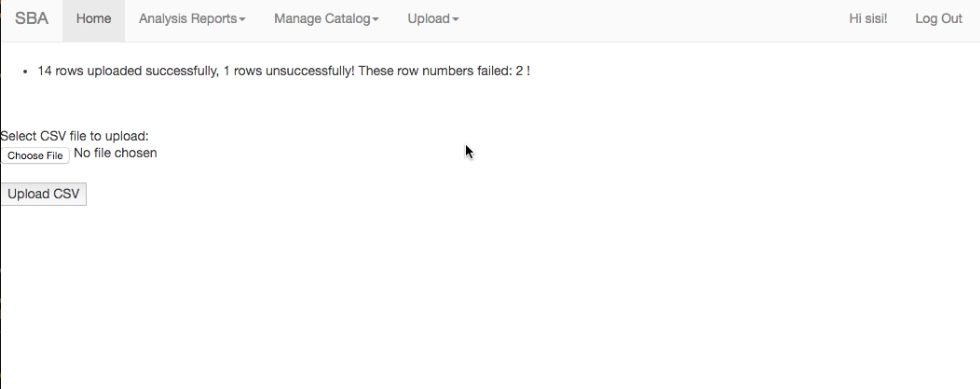 SBA Home Analysis Reports Manage Catalog Upload Hi sisi! Log Out
14 rows uploaded successfully, 1 rows unsuccessfully! These row numbers failed: 2 !
Select CSV file to upload:
Choose File No file chosen
Upload CSV